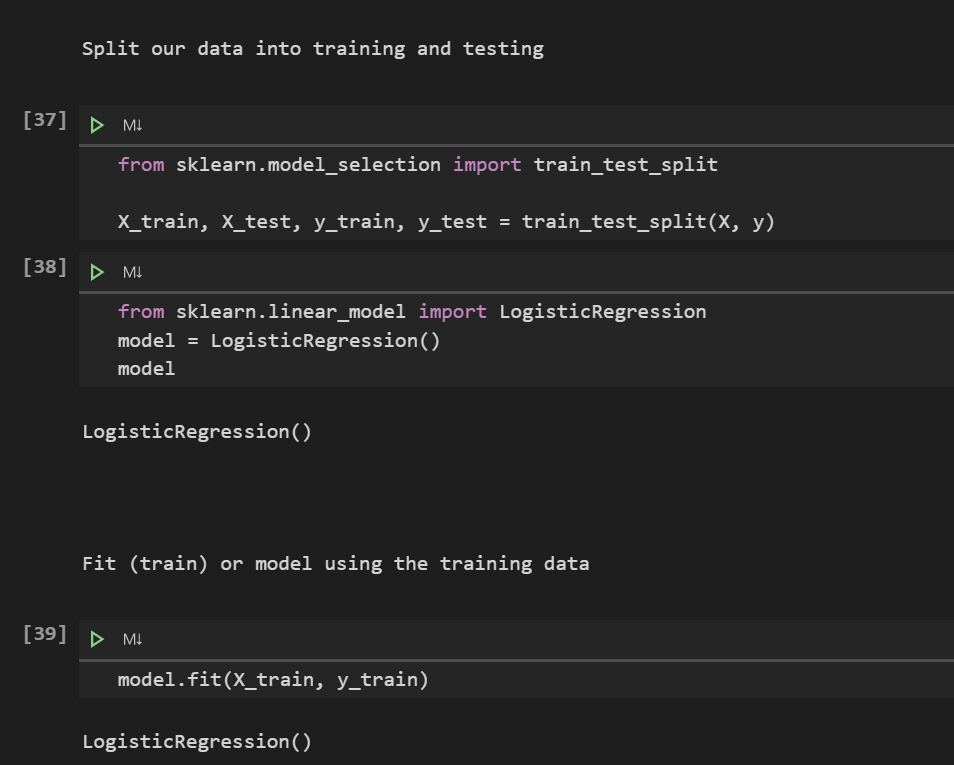 Split our data into training and testing
[37]
M↓
from sklearn.model_selection import train_test_split
X_train, X_test, y_train, y_test = train_test_split(X, y)
[38]
M↓
from sklearn.linear_model import LogisticRegression
model = LogisticRegression()
model
LogisticRegression()
Fit (train) or model using the training data
[39]
M↓
model.fit(X_train, y_train)
LogisticRegression()